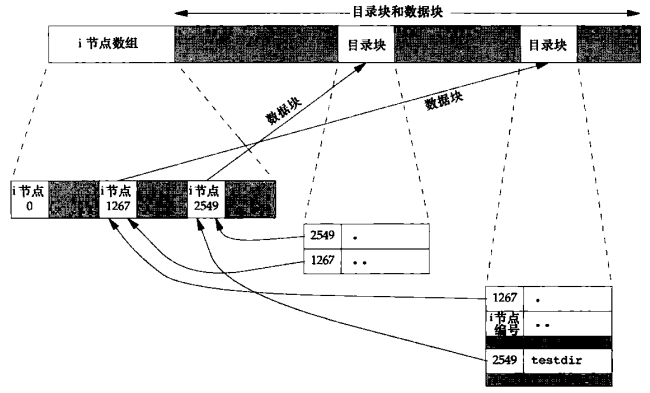 目录块和数据块
i 节点数组
目录块
目录块
数据块
数据块
i 节点
0
i 节点
1267
i 节点
2549
2549 .
1267 ..
1267 .
i 节点
编号 ..
2549 testdir